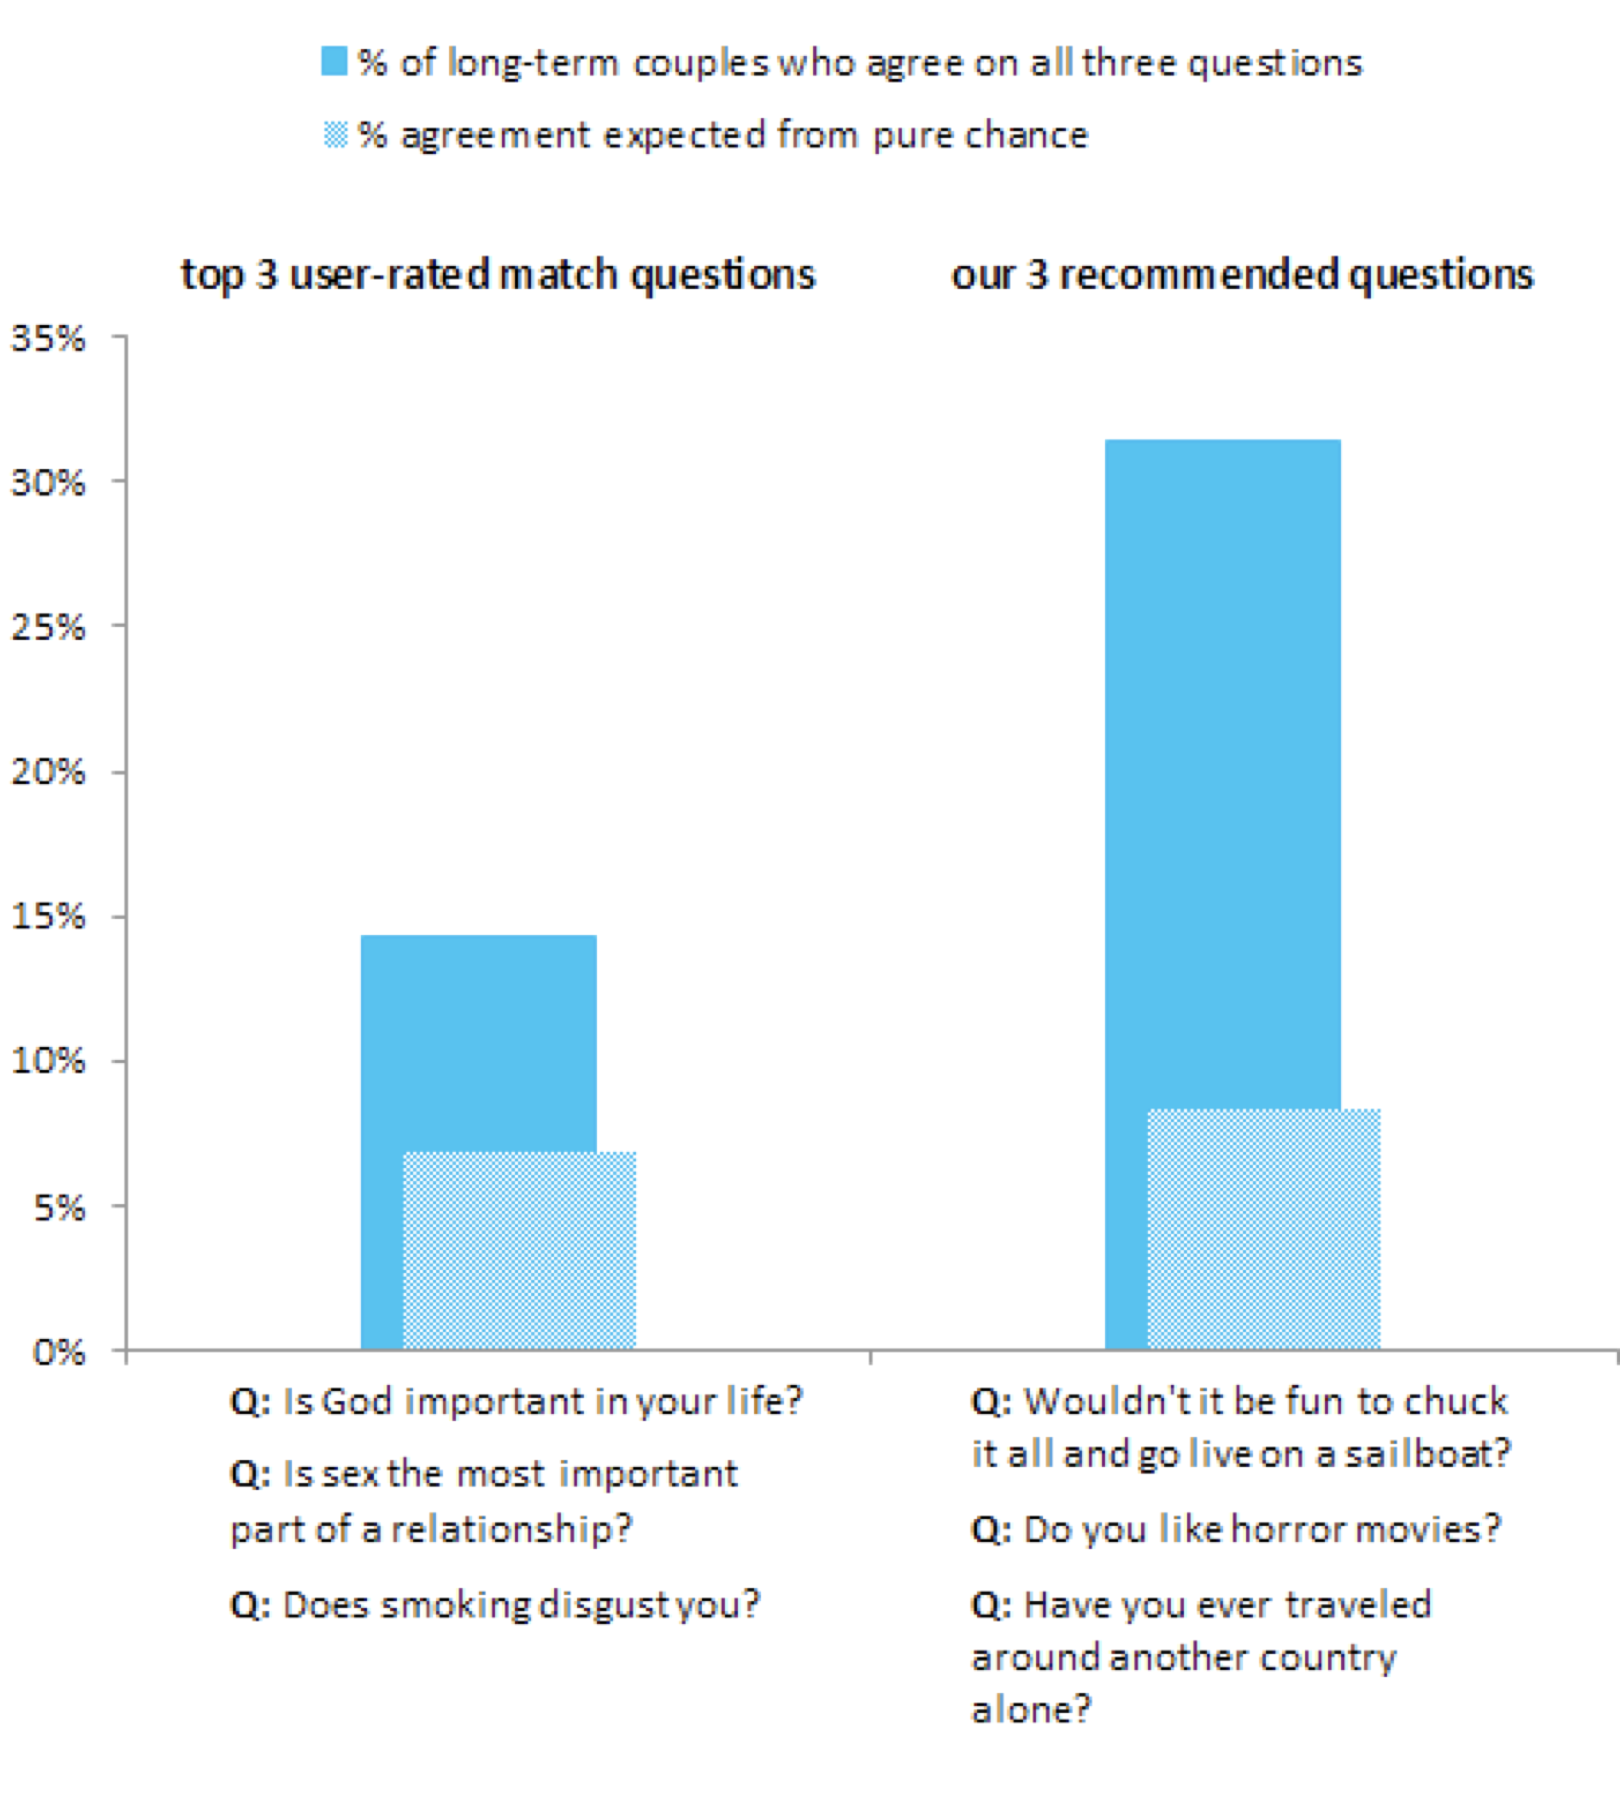 % of long-term couples who agree on all three questions
% agreement expected from pure chance
top 3 user-rated match questions
our 3 recommended questions
35%
30%
25%
20%
15%
10%
5%
0%
Q: Is God important in your life?
Q: Is sex the most important
part of a relationship?
Q: Does smoking disgust you?
Q: Wouldn't it be fun to chuck
it all and go live on a sailboat?
Q: Do you like horror movies?
Q: Have you ever traveled
around another country
alone?